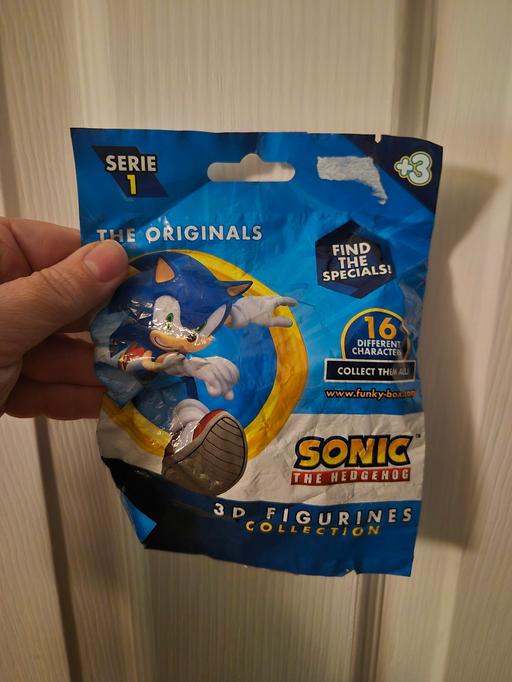 SERIE
1
+3
THE ORIGINALS
FIND
THE
SPECIALS!
16
DIFFERENT
CHARACTERS
COLLECT THEM ALL!
www.funky-box.com
SONIC™
THE HEDGEHOG
3D FIGURINES
COLLECTION